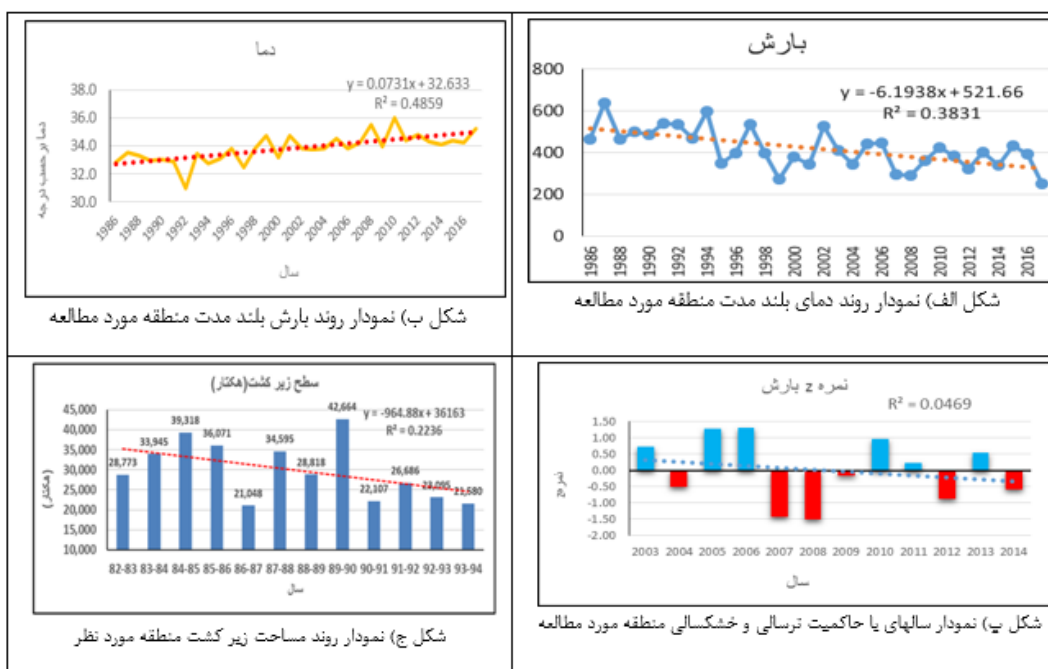 بارش
y = -6.1938x + 521.66
R² = 0.3831
800
600
400
200
0
1986 1988 1990 1992 1994 1996 1998 2000 2002 2004 2006 2008 2010 2012 2014 2016
شکل الف) نمودار روند دمای بلند مدت منطقه مورد مطالعه
دما
y = 0.0731x + 32.633
R² = 0.4859
دما برحسب درجه
38.0
36.0
34.0
32.0
30.0
1986 1988 1990 1992 1994 1996 1998 2000 2002 2004 2006 2008 2010 2012 2014 2016
سال
شکل ب) نمودار روند بارش بلند مدت منطقه مورد مطالعه
نمره z بارش
R² = 0.0469
نمره z
1.50
1.00
0.50
0.00
-0.50
-1.00
-1.50
-2.00
2003 2004 2005 2006 2007 2008 2009 2010 2011 2012 2013 2014
سال
شکل پ) نمودار سالهای یا حاکمیت ترسالی و خشکسالی منطقه مورد مطالعه
سطح زیر کشت(هکتار)
y = -964.88x + 36163
R² = 0.2236
(هکتار)
45,000
40,000
35,000
30,000
25,000
20,000
15,000
10,000
28,773 33,945 39,318 36,071 21,048 34,595 28,818 42,664 22,107 26,686 23,095 21,580
82-83 83-84 84-85 85-86 86-87 87-88 88-89 89-90 90-91 91-92 92-93 93-94
سال
شکل ج) نمودار روند مساحت زیر کشت منطقه مورد نظر